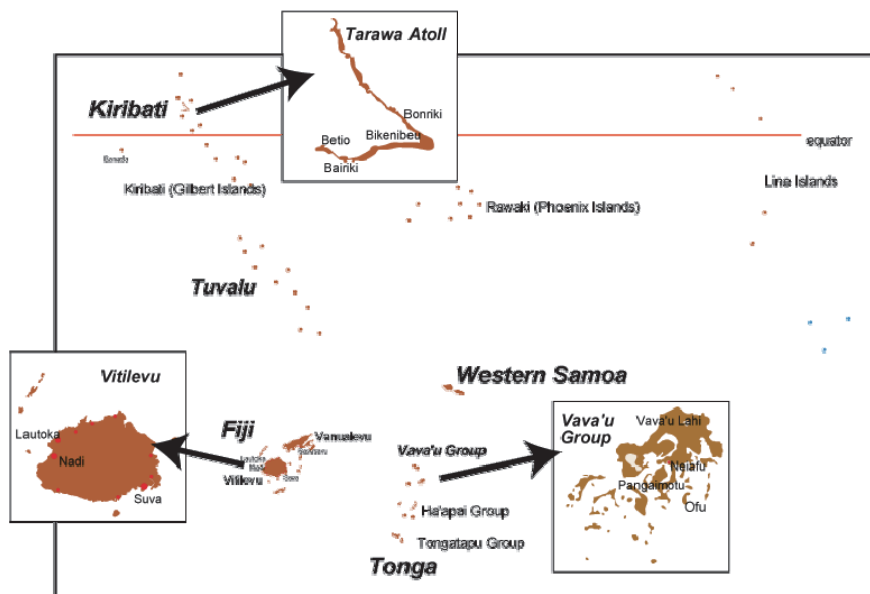 Tarawa Atoll
Kiribati
Bonriki
Betio
Bikenibeu
Bairiki
equator
Banaba
Kiribati (Gilbert Islands)
Line Islands
Rawaki (Phoenix Islands)
Tuvalu
Western Samoa
Vitilevu
Vava'u
Group
Vava'u Lahi
Fiji
Lautoka
Vanualevu
Vava'u Group
Nadi
Neiafu
Vitilevu
Pangaimotu
Suva
Ofu
Ha'apai Group
Tongatapu Group
Tonga